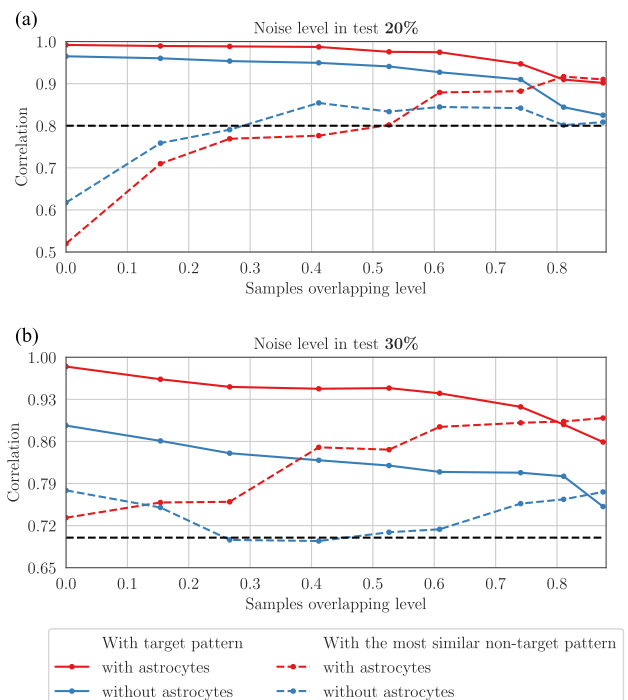 (a)
Noise level in test 20%
1.0
0.9
0.8
0.7
0.6
0.5
Correlation
0.0 0.1 0.2 0.3 0.4 0.5 0.6 0.7 0.8
Samples overlapping level
(b)
Noise level in test 30%
1.00
0.93
0.86
0.79
0.72
0.65
Correlation
0.0 0.1 0.2 0.3 0.4 0.5 0.6 0.7 0.8
Samples overlapping level
With target pattern
with astrocytes
without astrocytes
With the most similar non-target pattern
with astrocytes
without astrocytes